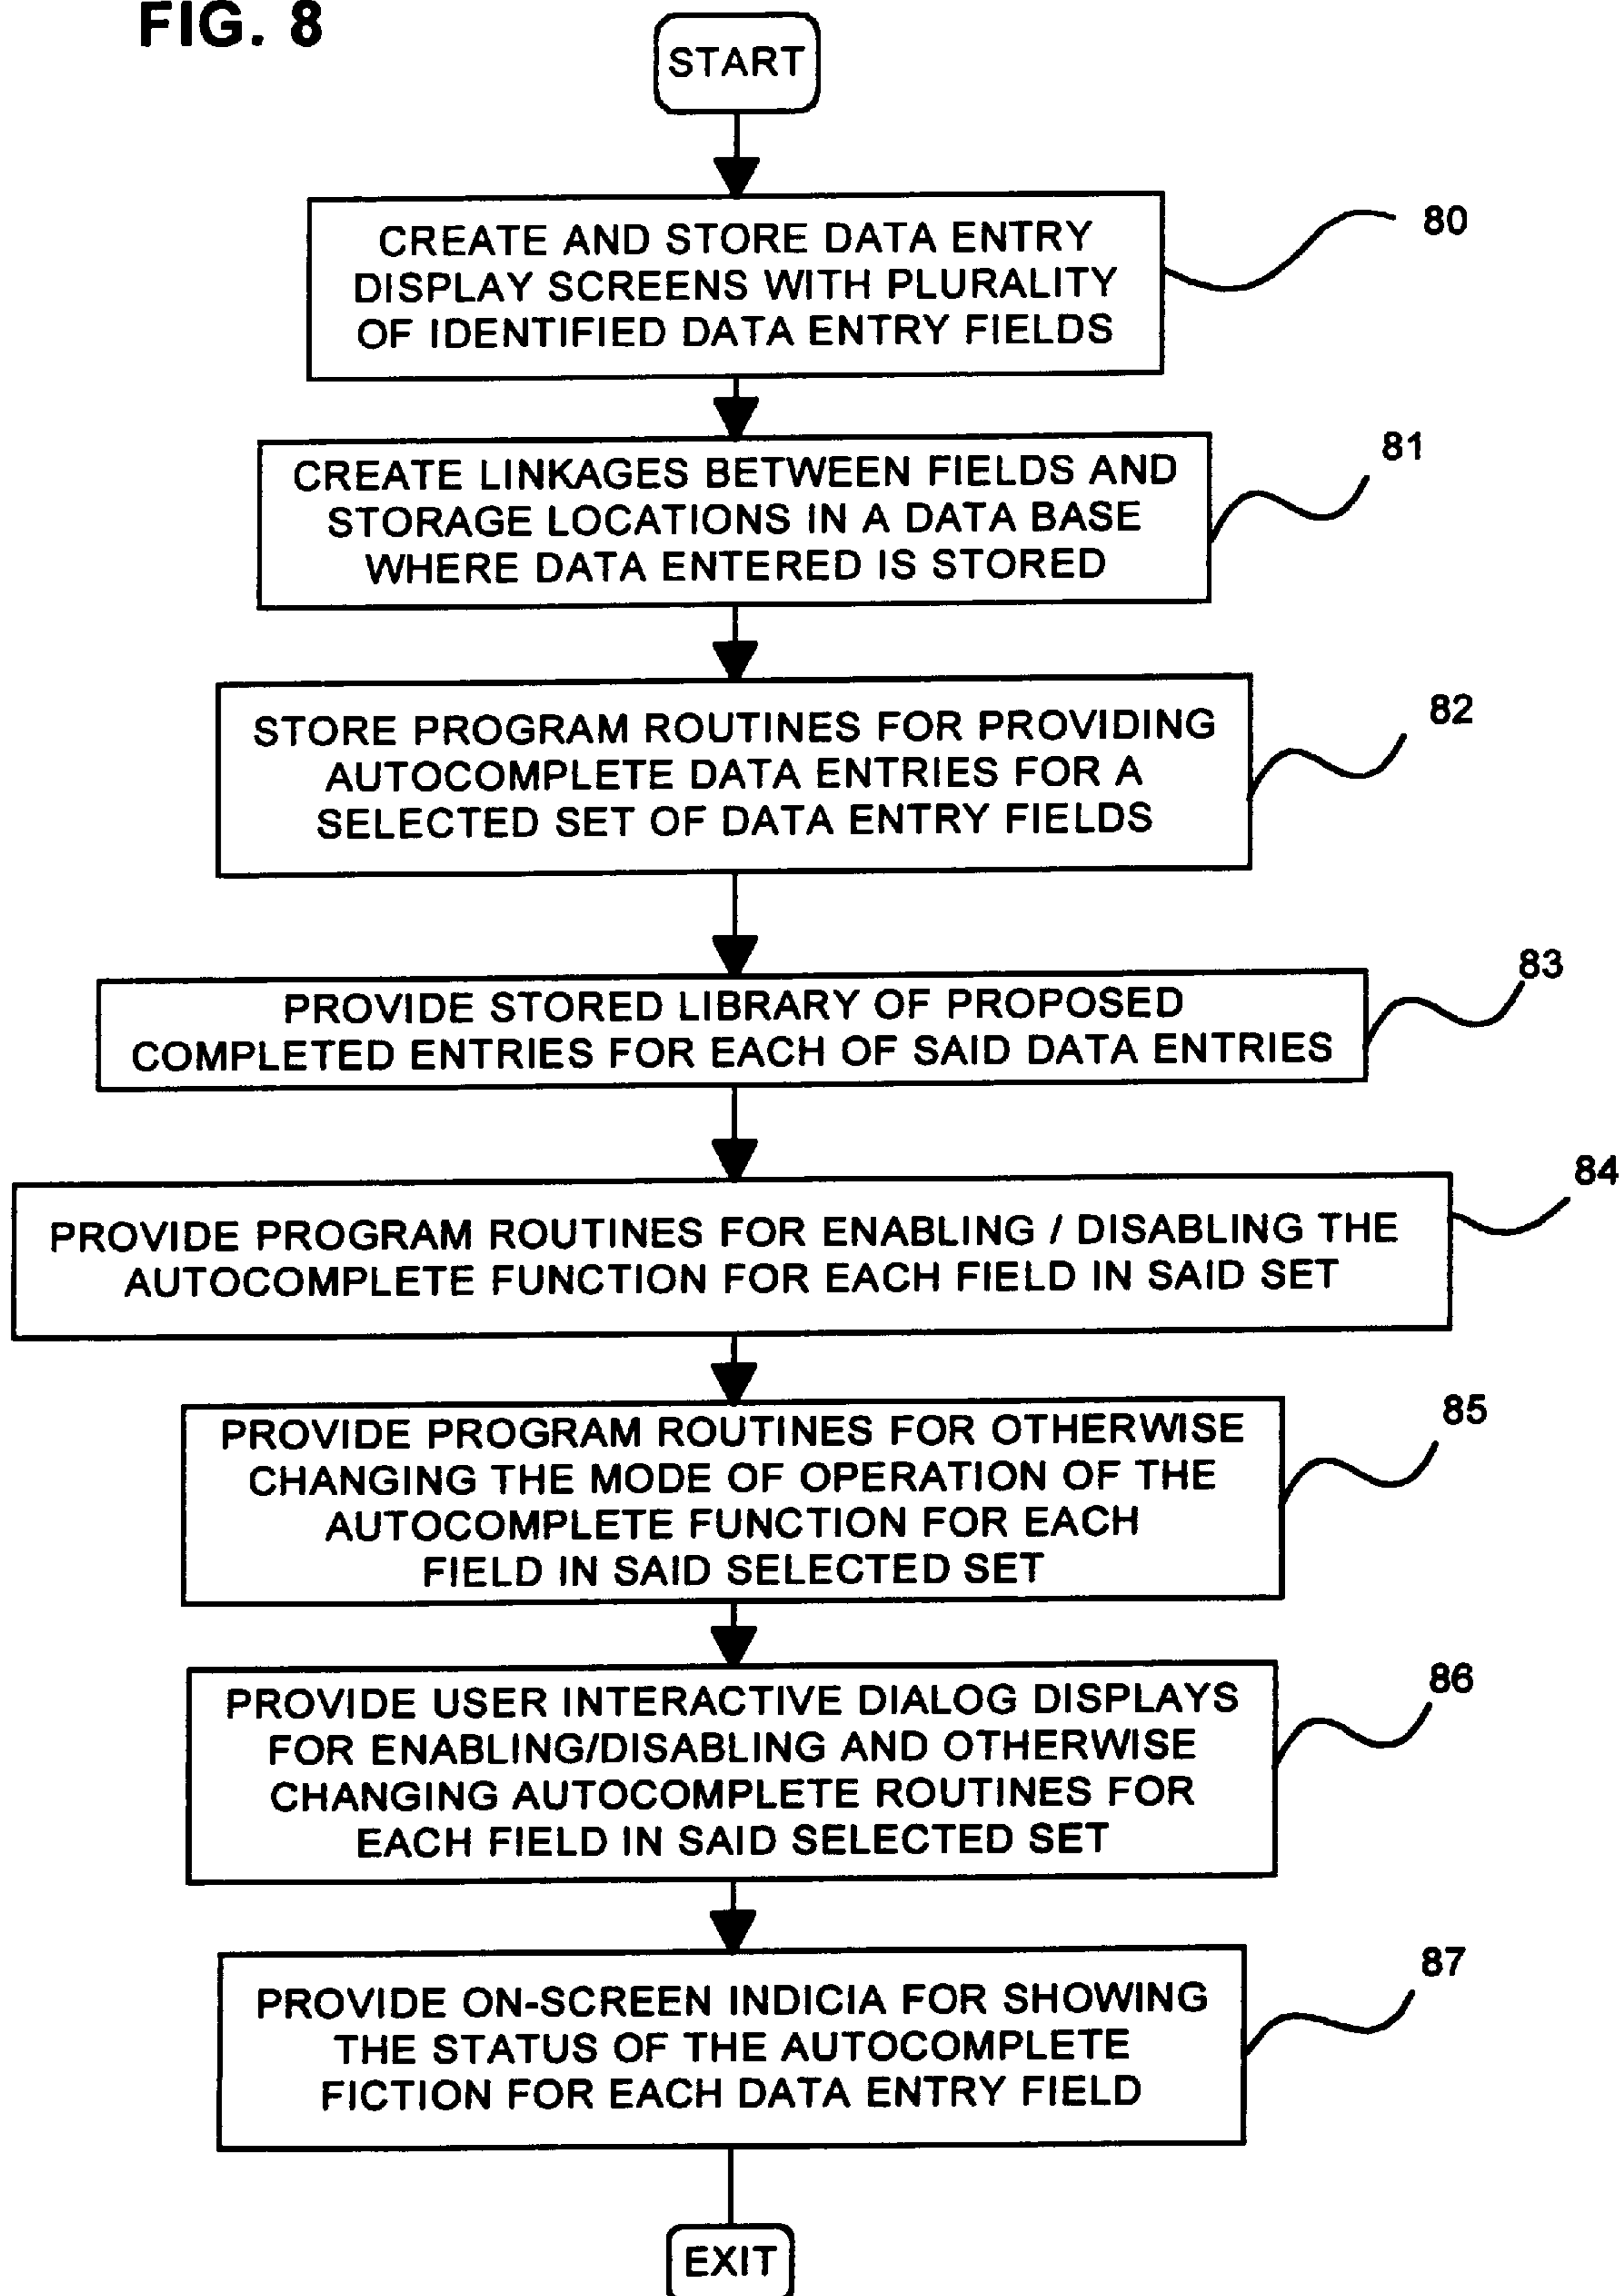 FIG. 8
START
CREATE AND STORE DATA ENTRY
DISPLAY SCREENS WITH PLURALITY
OF IDENTIFIED DATA ENTRY FIELDS
80
CREATE LINKAGES BETWEEN FIELDS AND
STORAGE LOCATIONS IN A DATA BASE
WHERE DATA ENTERED IS STORED
81
STORE PROGRAM ROUTINES FOR PROVIDING
AUTOCOMPLETE DATA ENTRIES FOR A
SELECTED SET OF DATA ENTRY FIELDS
82
PROVIDE STORED LIBRARY OF PROPOSED
COMPLETED ENTRIES FOR EACH OF SAID DATA ENTRIES
83
PROVIDE PROGRAM ROUTINES FOR ENABLING / DISABLING THE
AUTOCOMPLETE FUNCTION FOR EACH FIELD IN SAID SET
84
PROVIDE PROGRAM ROUTINES FOR OTHERWISE
CHANGING THE MODE OF OPERATION OF THE
AUTOCOMPLETE FUNCTION FOR EACH
FIELD IN SAID SELECTED SET
85
PROVIDE USER INTERACTIVE DIALOG DISPLAYS
FOR ENABLING/DISABLING AND OTHERWISE
CHANGING AUTOCOMPLETE ROUTINES FOR
EACH FIELD IN SAID SELECTED SET
86
PROVIDE ON-SCREEN INDICIA FOR SHOWING
THE STATUS OF THE AUTOCOMPLETE
FICTION FOR EACH DATA ENTRY FIELD
87
EXIT